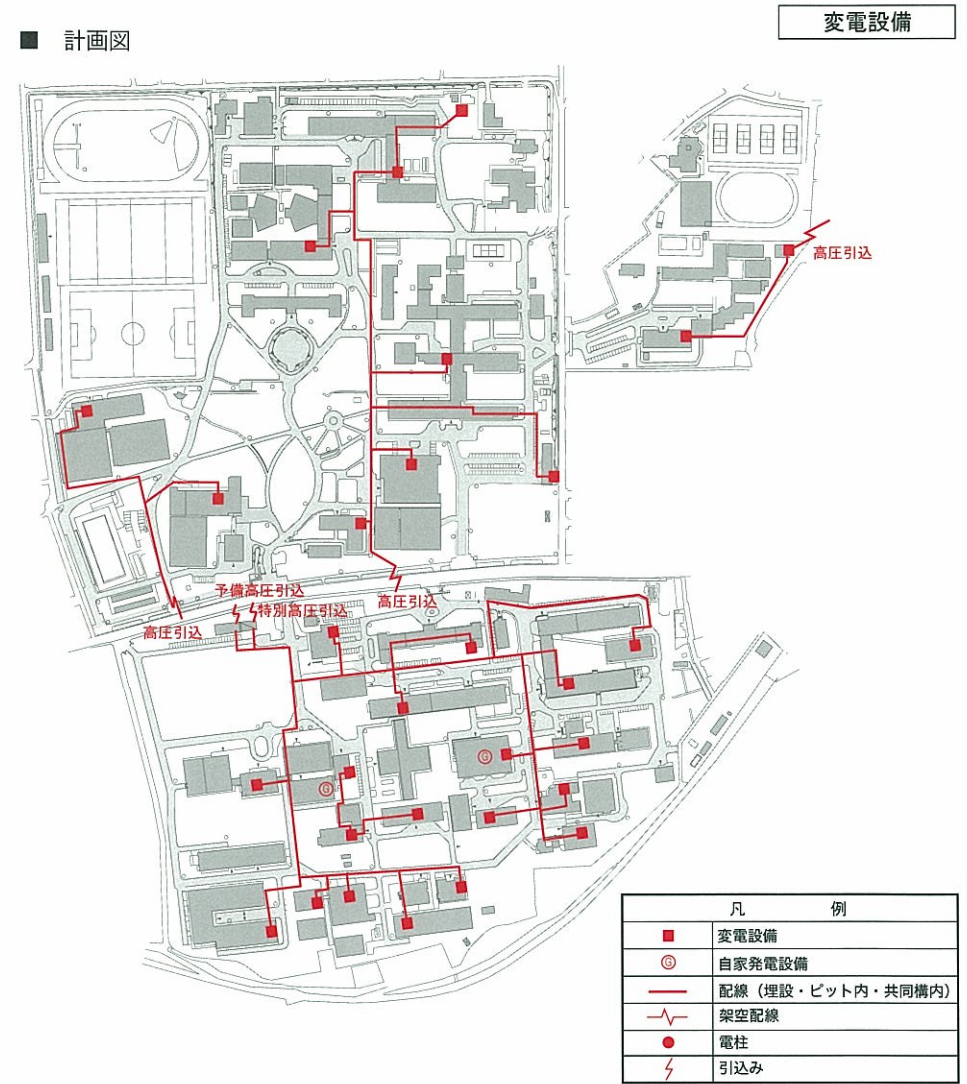 変電設備
■ 計画図
高圧引込
予備高圧引込
特別高圧引込
高圧引込
高圧引込
G
G
凡 例
変電設備
G 自家発電設備
配線（埋設・ピット内・共同構内）
架空配線
電柱
引込み